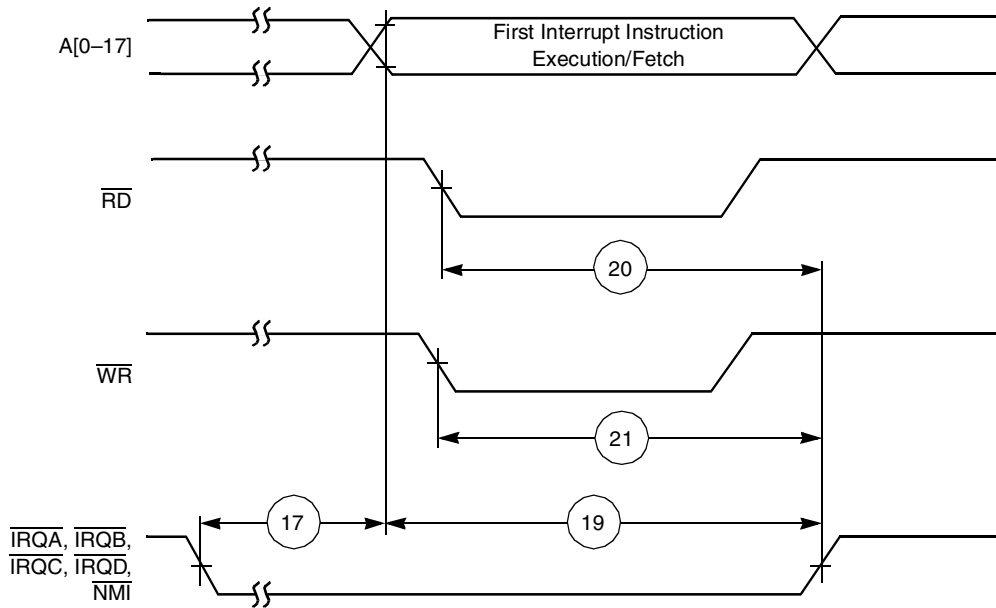 A[0–17]
First Interrupt Instruction
Execution/Fetch
RD
20
WR
21
17
19
IRQA, IRQB,
IRQC, IRQD,
NMI